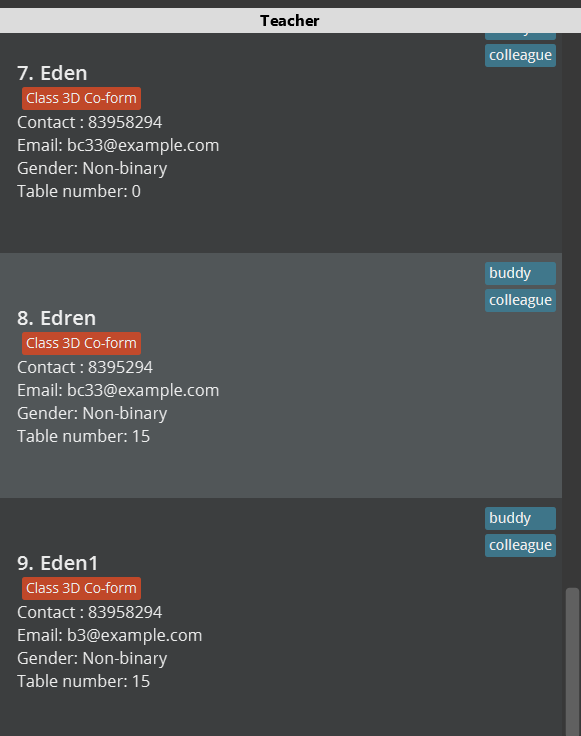 Teacher
colleague
7. Eden
Class 3D Co-form
Contact : 83958294
Email: bc33@example.com
Gender: Non-binary
Table number: 0
buddy
colleague
8. Edren
Class 3D Co-form
Contact : 8395294
Email: bc33@example.com
Gender: Non-binary
Table number: 15
buddy
colleague
9. Eden1
Class 3D Co-form
Contact : 83958294
Email: b3@example.com
Gender: Non-binary
Table number: 15